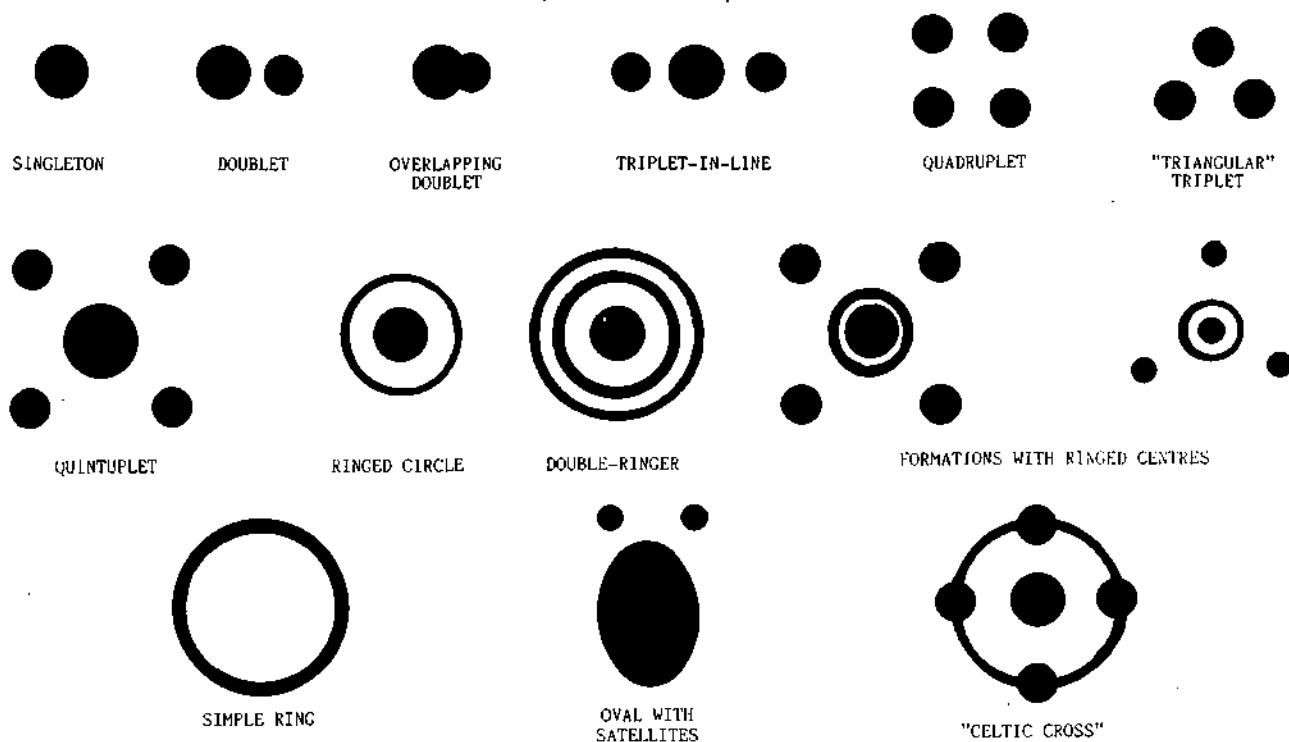 SINGLETON
DOUBLET
OVERLAPPING
DOUBLET
TRIPLET-IN-LINE
QUADRUPLET
"TRIANGULAR"
TRIPLET
QUINTUPLET
RINGED CIRCLE
DOUBLE-RINGER
FORMATIONS WITH RINGED CENTRES
SIMPLE RING
OVAL WITH
SATELLITES
"CELTIC CROSS"